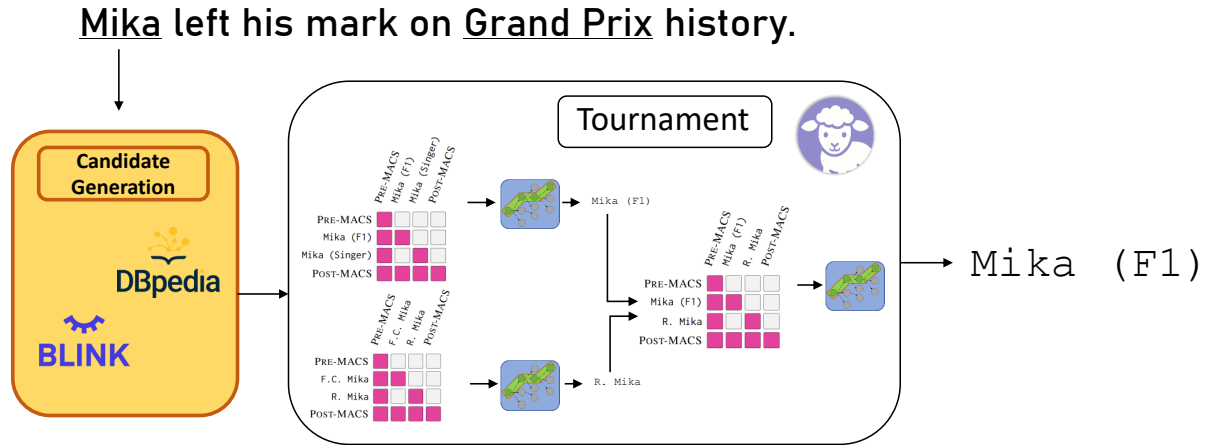 Mika left his mark on Grand Prix history.
Candidate
Generation
DBpedia
BLINK
Tournament
PRE-MACS
Mika (F1)
Mika (Singer)
POST-MACS
PRE-MACS
Mika (F1)
Mika (Singer)
POST-MACS
Mika (F1)
PRE-MACS
F.C. Mika
R. Mika
POST-MACS
PRE-MACS
F.C. Mika
R. Mika
POST-MACS
R. Mika
PRE-MACS
Mika (F1)
R. Mika
POST-MACS
PRE-MACS
Mika (F1)
R. Mika
POST-MACS
Mika (F1)